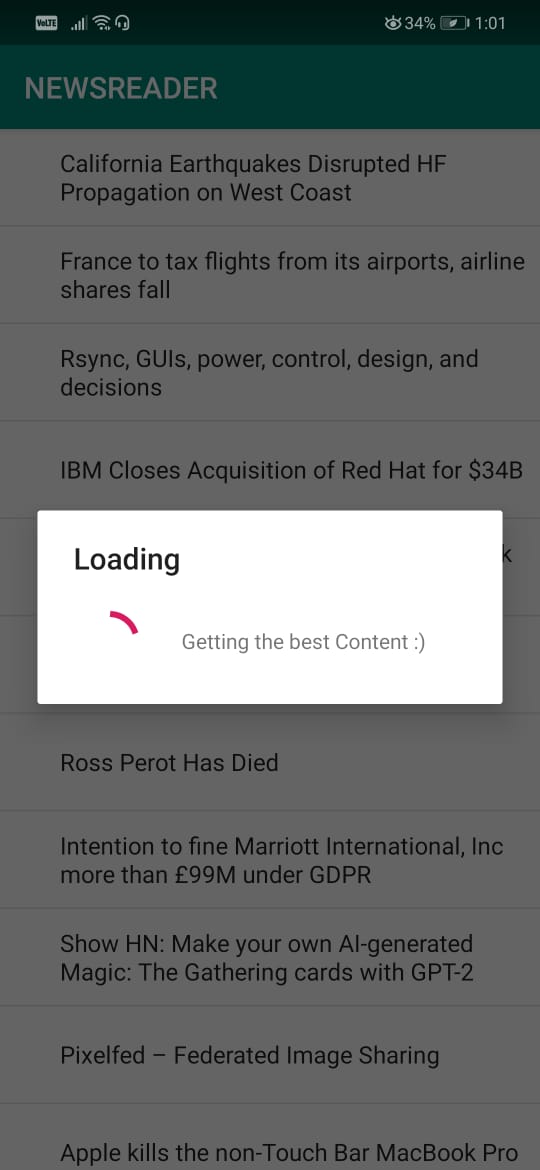 VoLTE 34% 1:01
NEWSREADER
California Earthquakes Disrupted HF
Propagation on West Coast
France to tax flights from its airports, airline
shares fall
Rsync, GUIs, power, control, design, and
decisions
IBM Closes Acquisition of Red Hat for $34B
k
Loading
Getting the best Content :)
Ross Perot Has Died
Intention to fine Marriott International, Inc
more than £99M under GDPR
Show HN: Make your own AI-generated
Magic: The Gathering cards with GPT-2
Pixelfed – Federated Image Sharing
Apple kills the non-Touch Bar MacBook Pro